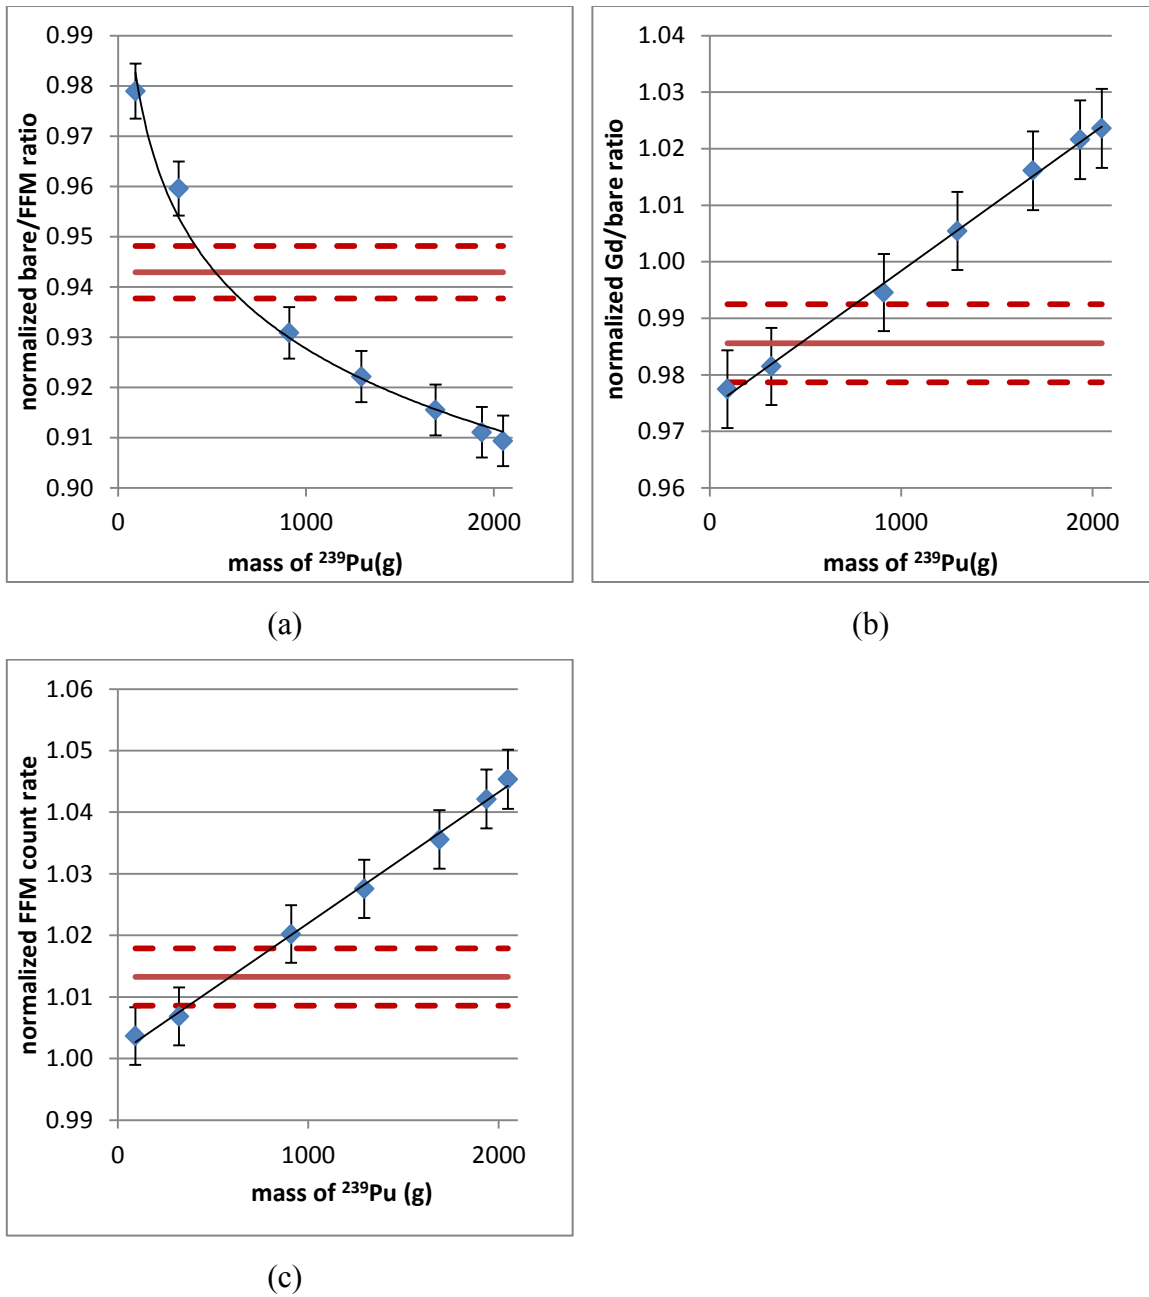 normalized bare/FFM ratio
0.99
0.98
0.97
0.96
0.95
0.94
0.93
0.92
0.91
0.90
0 1000 2000
mass of ²³⁹Pu(g)
(a)
normalized Gd/bare ratio
1.04
1.03
1.02
1.01
1.00
0.99
0.98
0.97
0.96
0 1000 2000
mass of ²³⁹Pu(g)
(b)
normalized FFM count rate
1.06
1.05
1.04
1.03
1.02
1.01
1.00
0.99
0 1000 2000
mass of ²³⁹Pu (g)
(c)